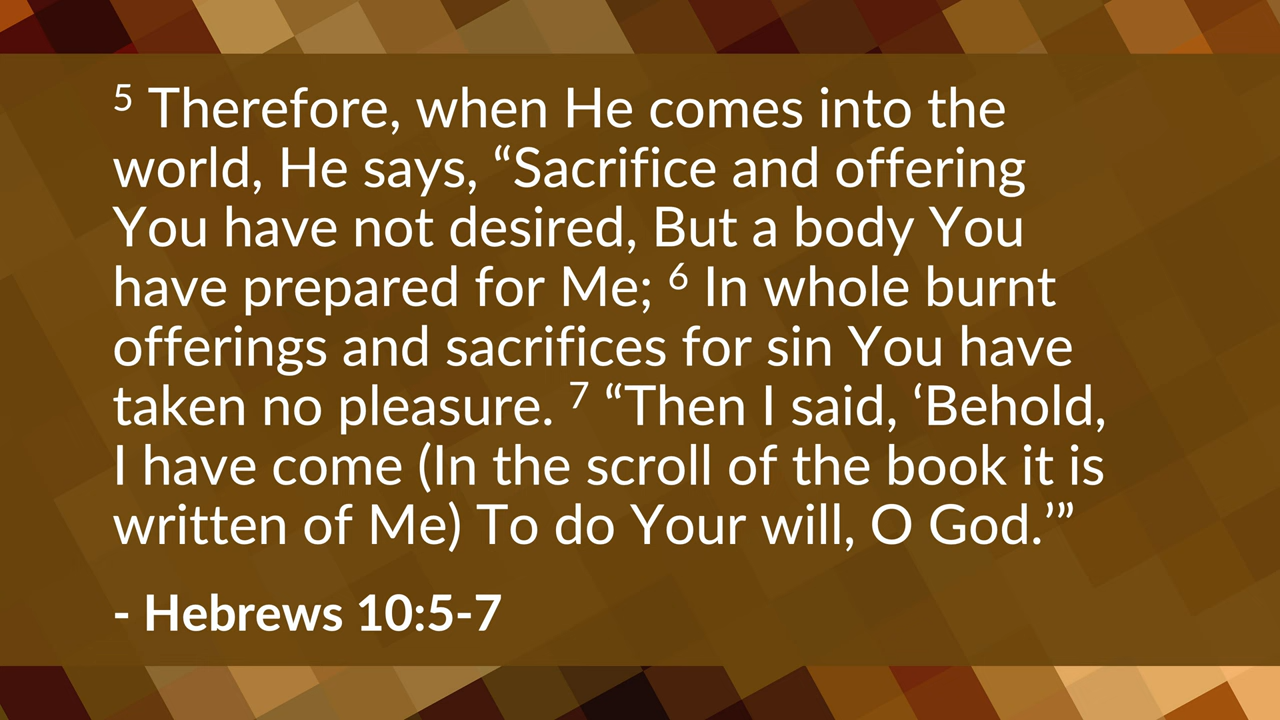 5 Therefore, when He comes into the
world, He says, “Sacrifice and offering
You have not desired, But a body You
have prepared for Me; 6 In whole burnt
offerings and sacrifices for sin You have
taken no pleasure. 7 “Then I said, ‘Behold,
I have come (In the scroll of the book it is
written of Me) To do Your will, O God.’”
- Hebrews 10:5-7